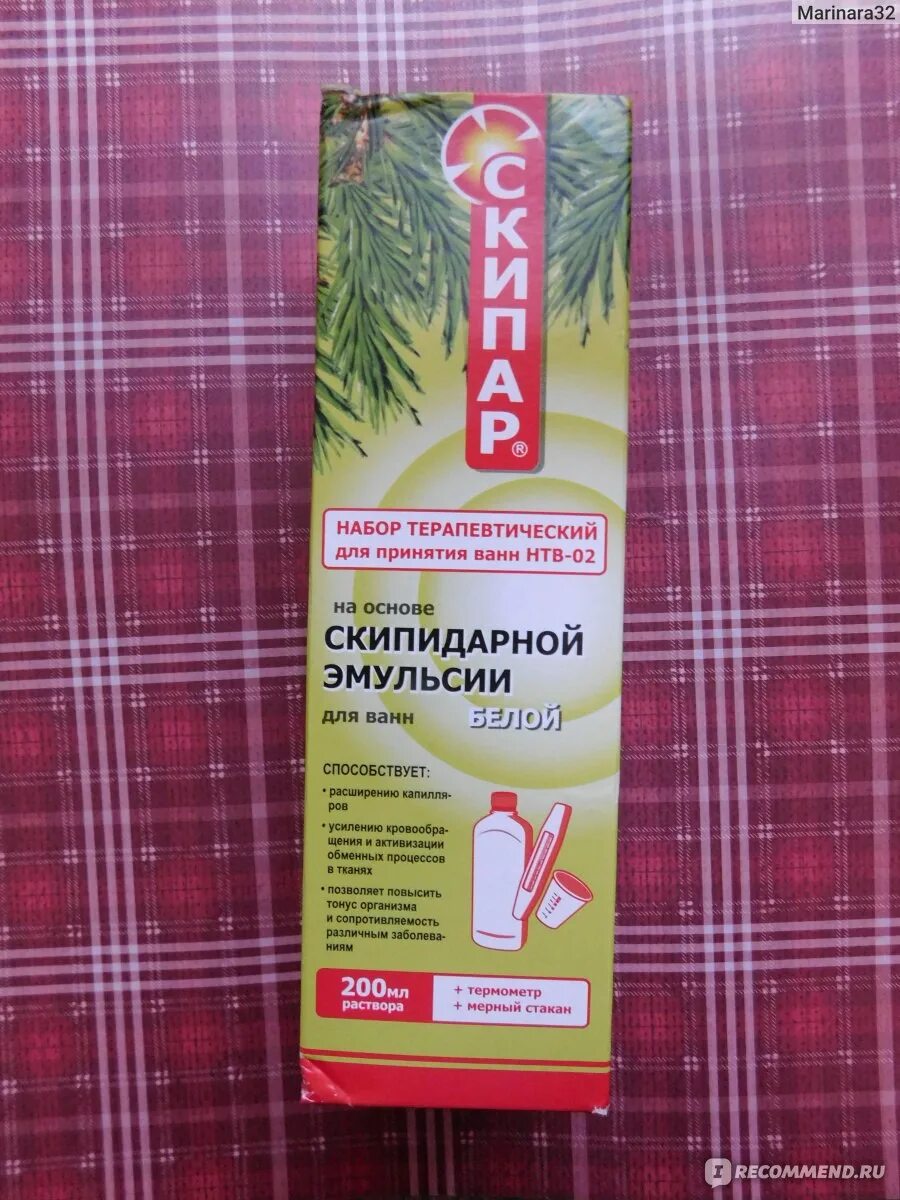 Marinara32
СКИПАР®
НАБОР ТЕРАПЕВТИЧЕСКИЙ
для принятия ванн НТВ-02
на основе
СКИПИДАРНОЙ
ЭМУЛЬСИИ
для ванн БЕЛОЙ
СПОСОБСТВУЕТ:
• расширению капилля-
ров
• усилению кровообра-
щения и активизации
обменных процессов
в тканях
• позволяет повысить
тонус организма
и сопротивляемость
различным заболева-
ниям
200мл
раствора
+ термометр
+ мерный стакан
I RECOMMEND.RU